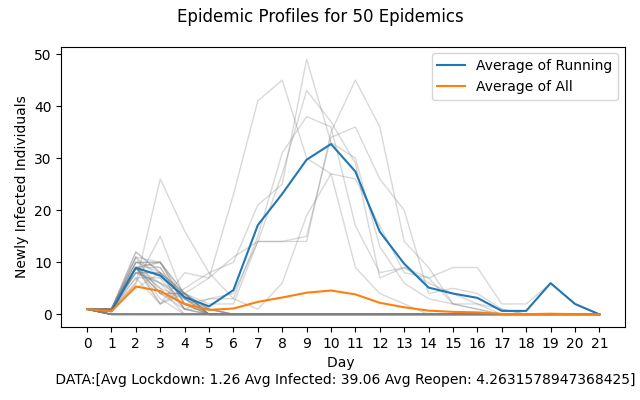 Epidemic Profiles for 50 Epidemics
Average of Running
Average of All
Newly Infected Individuals
50
40
30
20
10
0
0 1 2 3 4 5 6 7 8 9 10 11 12 13 14 15 16 17 18 19 20 21
Day
DATA:[Avg Lockdown: 1.26 Avg Infected: 39.06 Avg Reopen: 4.2631578947368425]